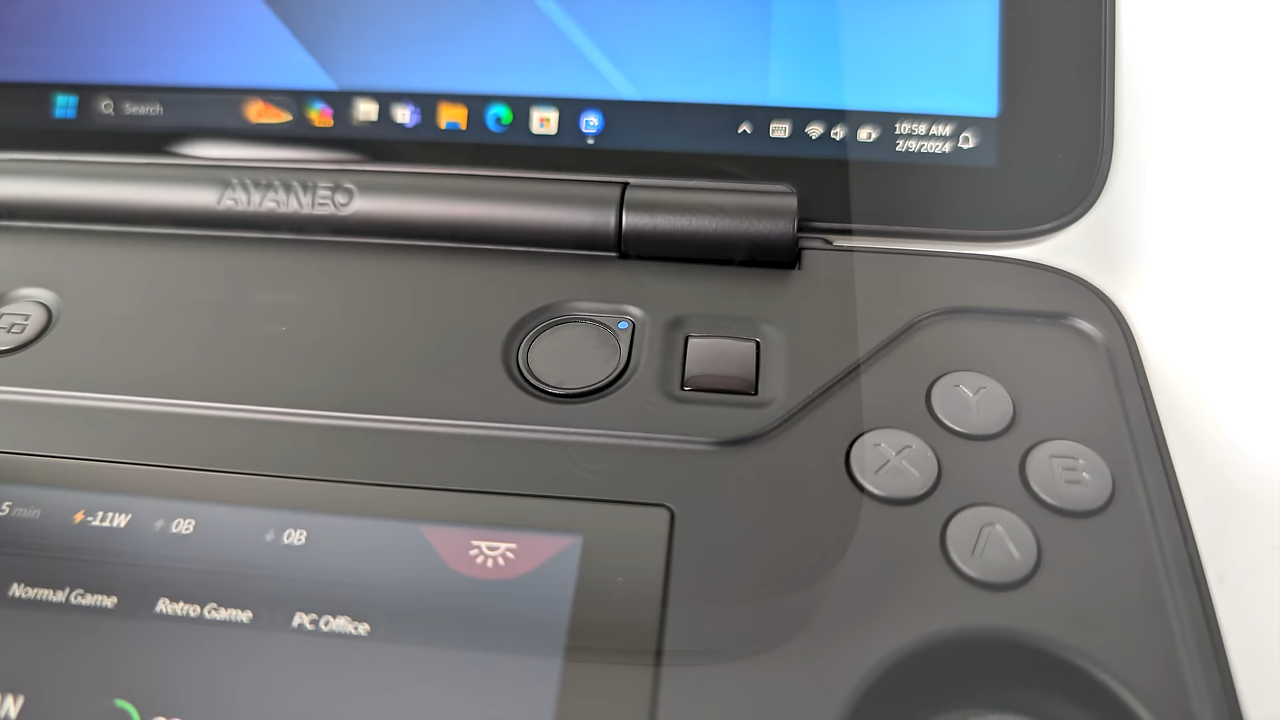 Search
10:58 AM
2/9/2024
AYANEO
Y
X
B
A
5 min
-11W
0B
0B
Normal Game
Retro Game
PC Office